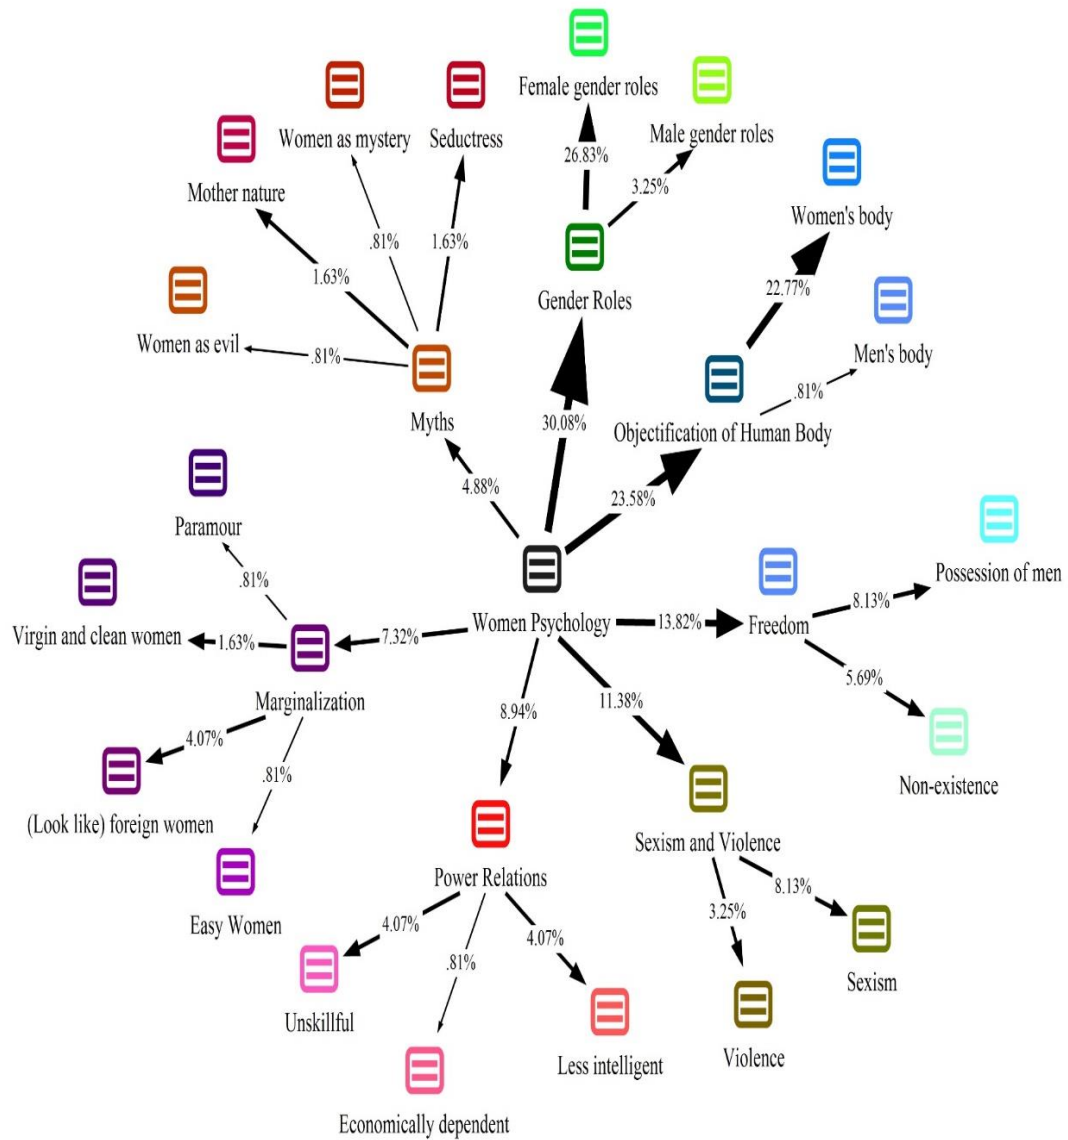 Female gender roles
Women as mystery
Seductress
Male gender roles
26.83%
Mother nature
3.25%
Women's body
.81%
1.63%
1.63%
22.77%
Gender Roles
Women as evil
.81%
Men's body
.81%
Myths
30.08%
Objectification of Human Body
4.88%
23.58%
Paramour
Possession of men
.81%
8.13%
Women Psychology
13.82%
Freedom
Virgin and clean women
1.63%
7.32%
5.69%
Marginalization
11.38%
8.94%
4.07%
.81%
Non-existence
(Look like) foreign women
Sexism and Violence
Power Relations
8.13%
3.25%
Easy Women
4.07%
4.07%
.81%
Sexism
Unskillful
Violence
Less intelligent
Economically dependent